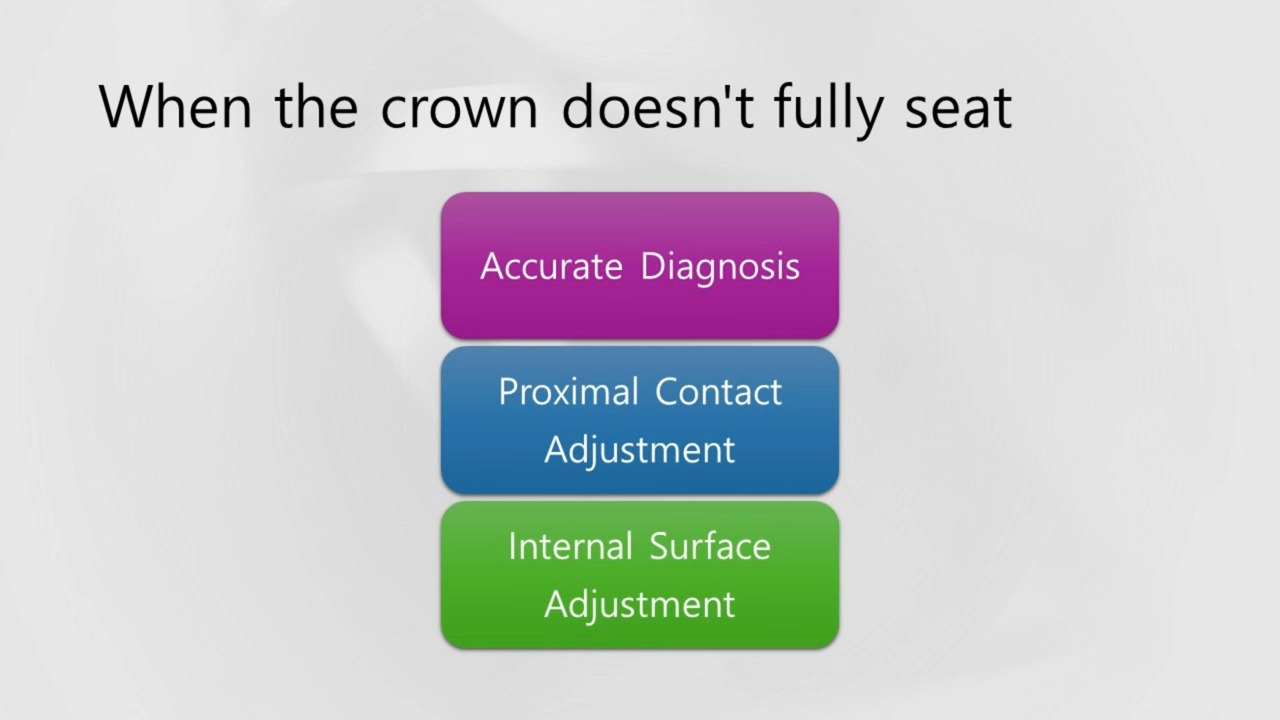 When the crown doesn't fully seat
Accurate Diagnosis
Proximal Contact
Adjustment
Internal Surface
Adjustment